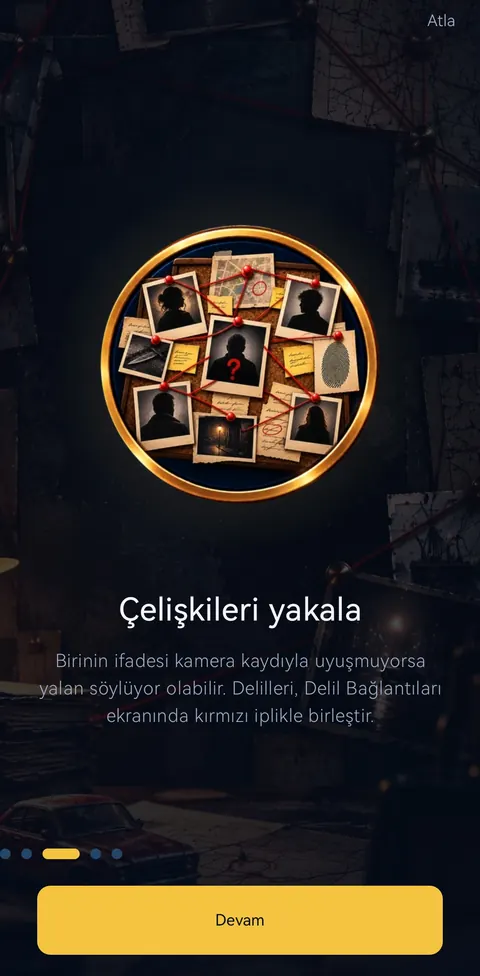 Atla
?
Çelişkileri yakala
Birinin ifadesi kamera kaydıyla uyuşmuyorsa
yalan söylüyor olabilir. Delilleri, Delil Bağlantıları
ekranında kırmızı iplikle birleştir.
Devam